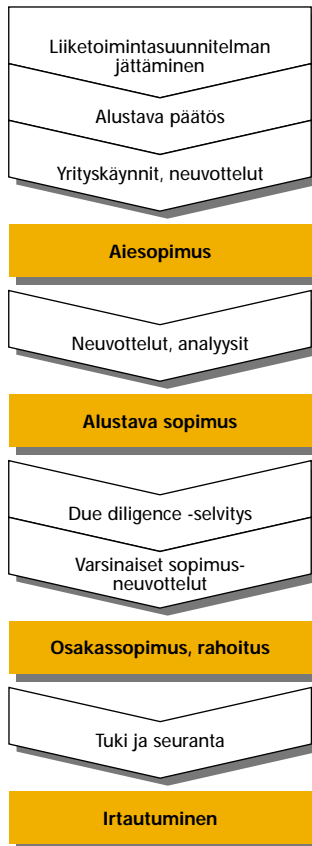 Liiketoimintasuunnitelman
jättäminen
Alustava päätös
Yrityskäynnit, neuvottelut
Aiesopimus
Neuvottelut, analyysit
Alustava sopimus
Due diligence -selvitys
Varsinaiset sopimus-
neuvottelut
Osakassopimus, rahoitus
Tuki ja seuranta
Irtautuminen